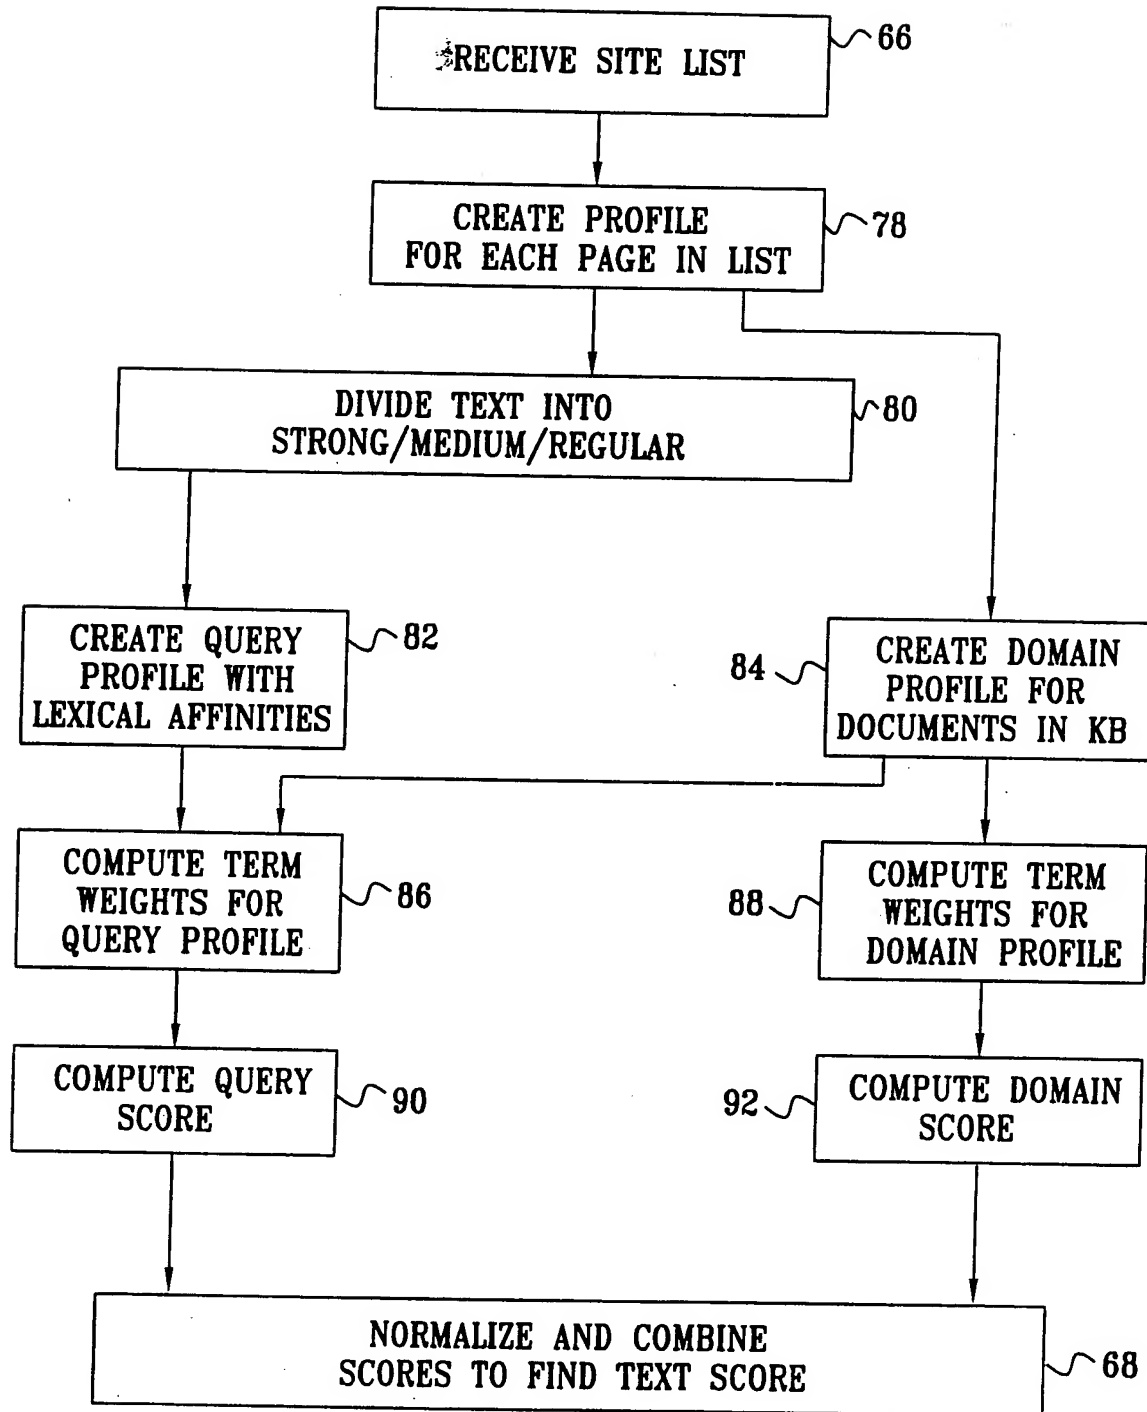 RECEIVE SITE LIST
66
CREATE PROFILE
FOR EACH PAGE IN LIST
78
DIVIDE TEXT INTO
STRONG/MEDIUM/REGULAR
80
CREATE QUERY
PROFILE WITH
LEXICAL AFFINITIES
82
84
CREATE DOMAIN
PROFILE FOR
DOCUMENTS IN KB
COMPUTE TERM
WEIGHTS FOR
QUERY PROFILE
86
88
COMPUTE TERM
WEIGHTS FOR
DOMAIN PROFILE
COMPUTE QUERY
SCORE
90
92
COMPUTE DOMAIN
SCORE
NORMALIZE AND COMBINE
SCORES TO FIND TEXT SCORE
68